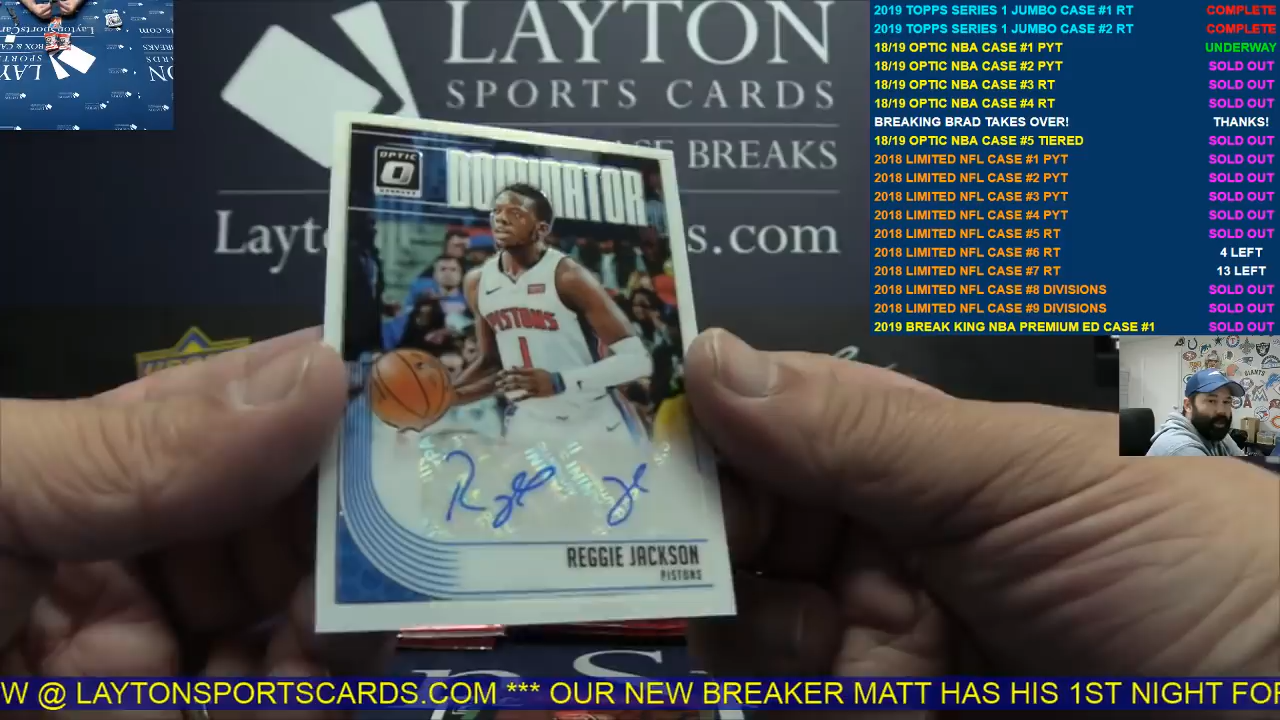 LAYTON
SPORTS CARDS
BREAKS
Layt
s.com
OPTIC
DOMINATOR
PISTONS
1
REGGIE JACKSON
PISTONS
2019 TOPPS SERIES 1 JUMBO CASE #1 RT COMPLETE
2019 TOPPS SERIES 1 JUMBO CASE #2 RT COMPLETE
18/19 OPTIC NBA CASE #1 PYT UNDERWAY
18/19 OPTIC NBA CASE #2 PYT SOLD OUT
18/19 OPTIC NBA CASE #3 RT SOLD OUT
18/19 OPTIC NBA CASE #4 RT SOLD OUT
BREAKING BRAD TAKES OVER! THANKS!
18/19 OPTIC NBA CASE #5 TIERED SOLD OUT
2018 LIMITED NFL CASE #1 PYT SOLD OUT
2018 LIMITED NFL CASE #2 PYT SOLD OUT
2018 LIMITED NFL CASE #3 PYT SOLD OUT
2018 LIMITED NFL CASE #4 PYT SOLD OUT
2018 LIMITED NFL CASE #5 RT SOLD OUT
2018 LIMITED NFL CASE #6 RT 4 LEFT
2018 LIMITED NFL CASE #7 RT 13 LEFT
2018 LIMITED NFL CASE #8 DIVISIONS SOLD OUT
2018 LIMITED NFL CASE #9 DIVISIONS SOLD OUT
2019 BREAK KING NBA PREMIUM ED CASE #1 SOLD OUT
W @ LAYTONSPORTSCARDS.COM *** OUR NEW BREAKER MATT HAS HIS 1ST NIGHT FOR